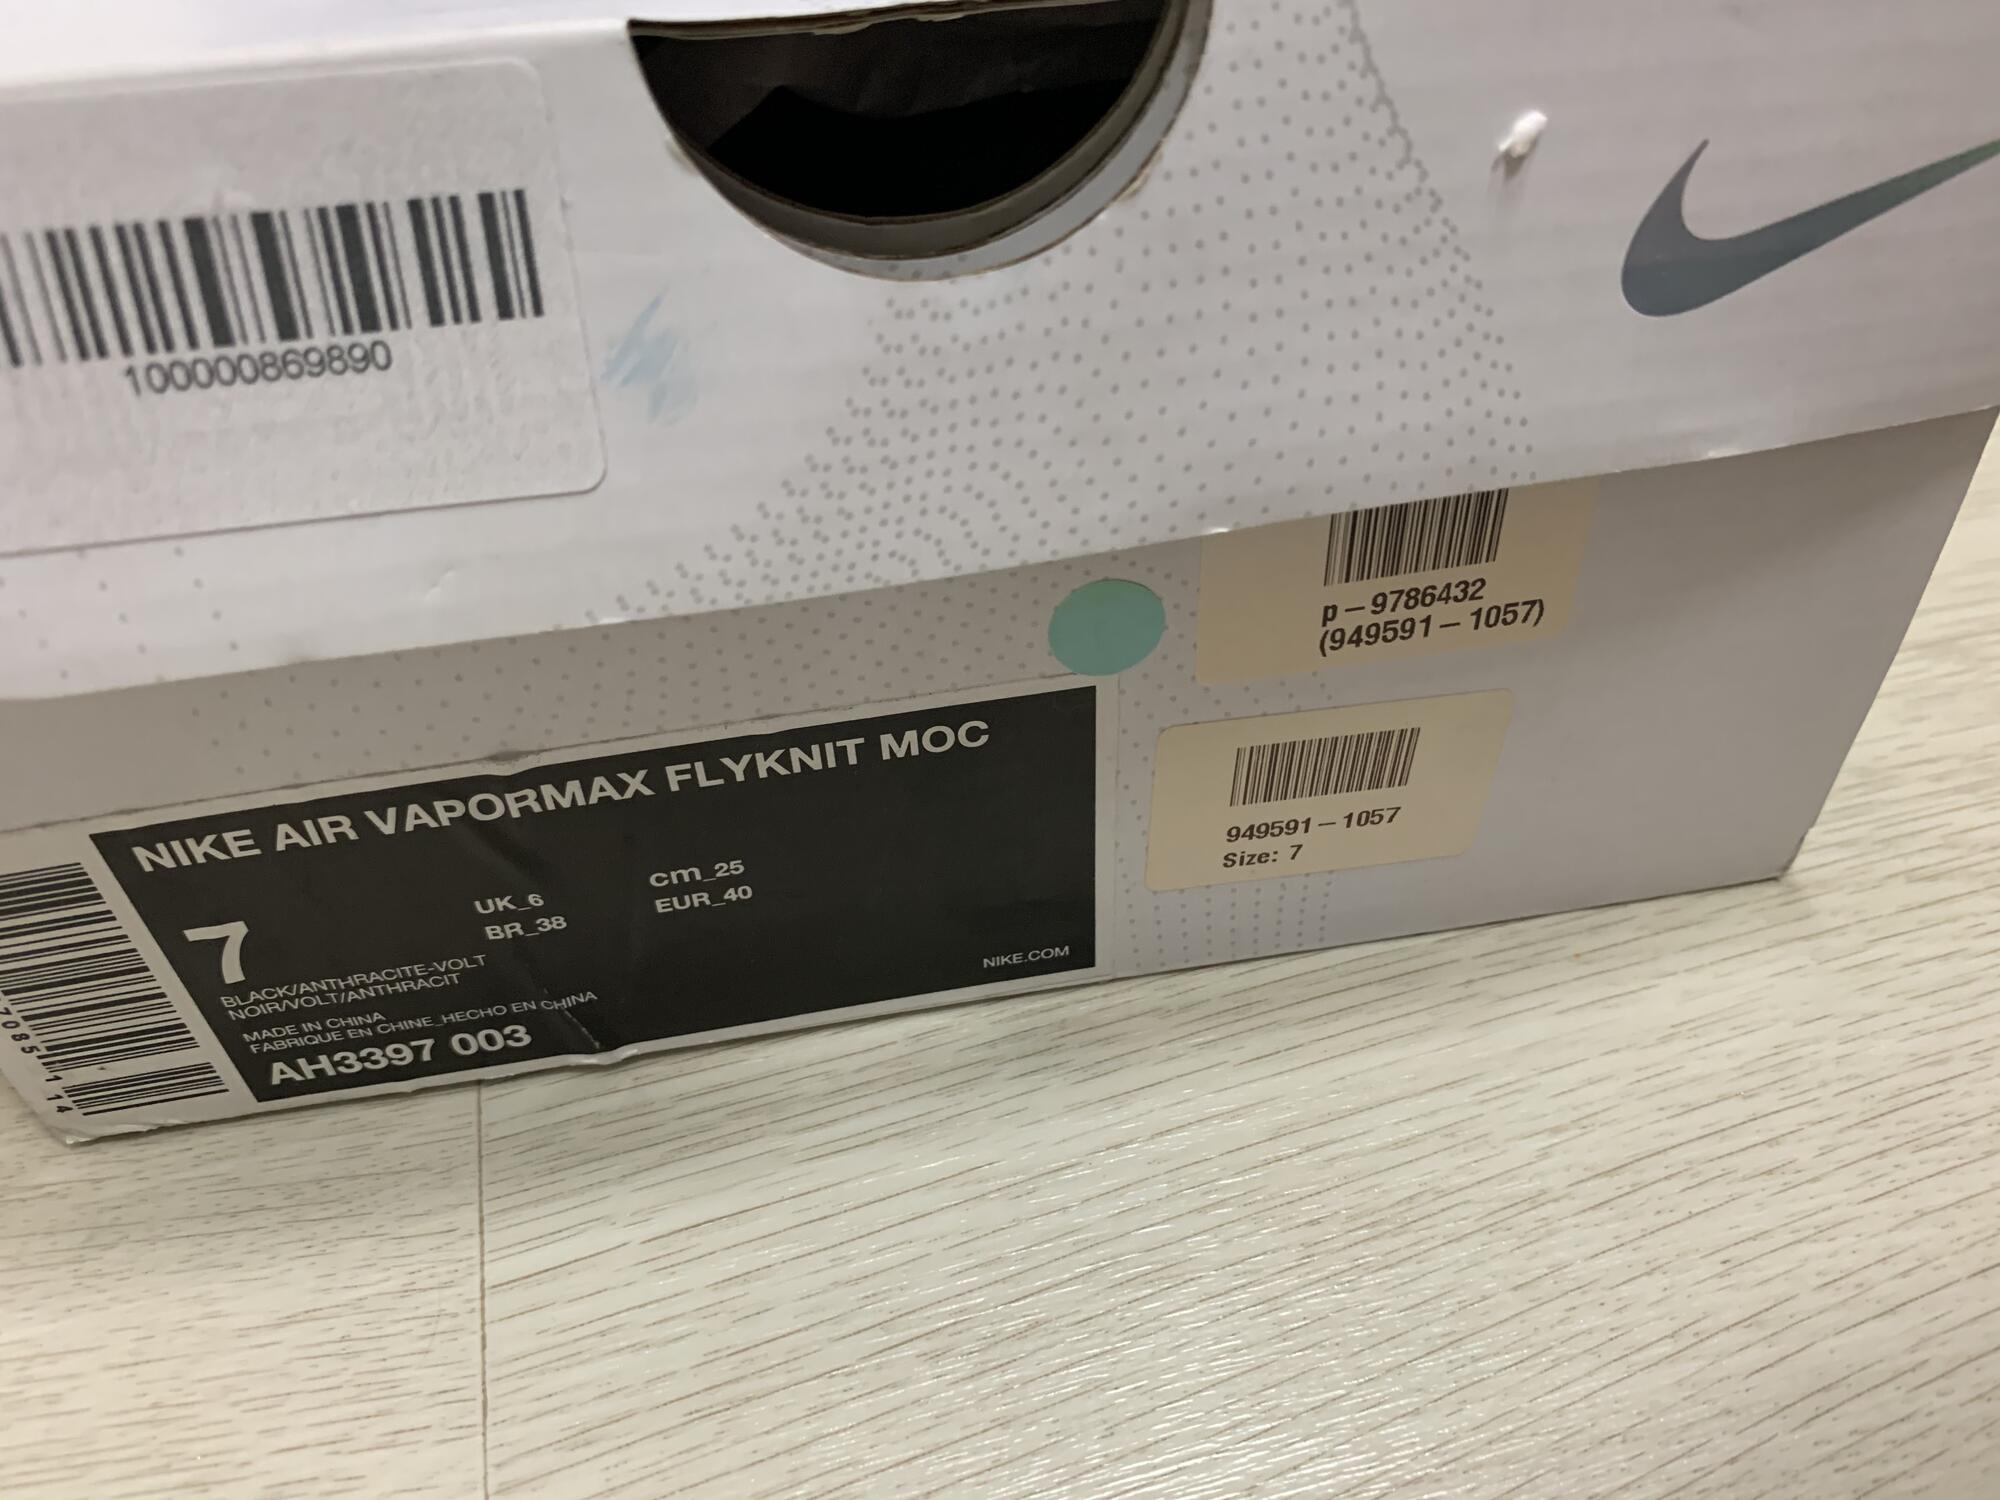 100000869890
p – 9786432
(949591 – 1057)
949591 – 1057
Size: 7
NIKE AIR VAPORMAX FLYKNIT MOC
7
UK_6
BR_38
cm_25
EUR_40
BLACK/ANTHRACITE-VOLT
NOIR/VOLT/ANTHRACIT
MADE IN CHINA
FABRIQUE EN CHINE_HECHO EN CHINA
AH3397 003
NIKE.COM
7085114